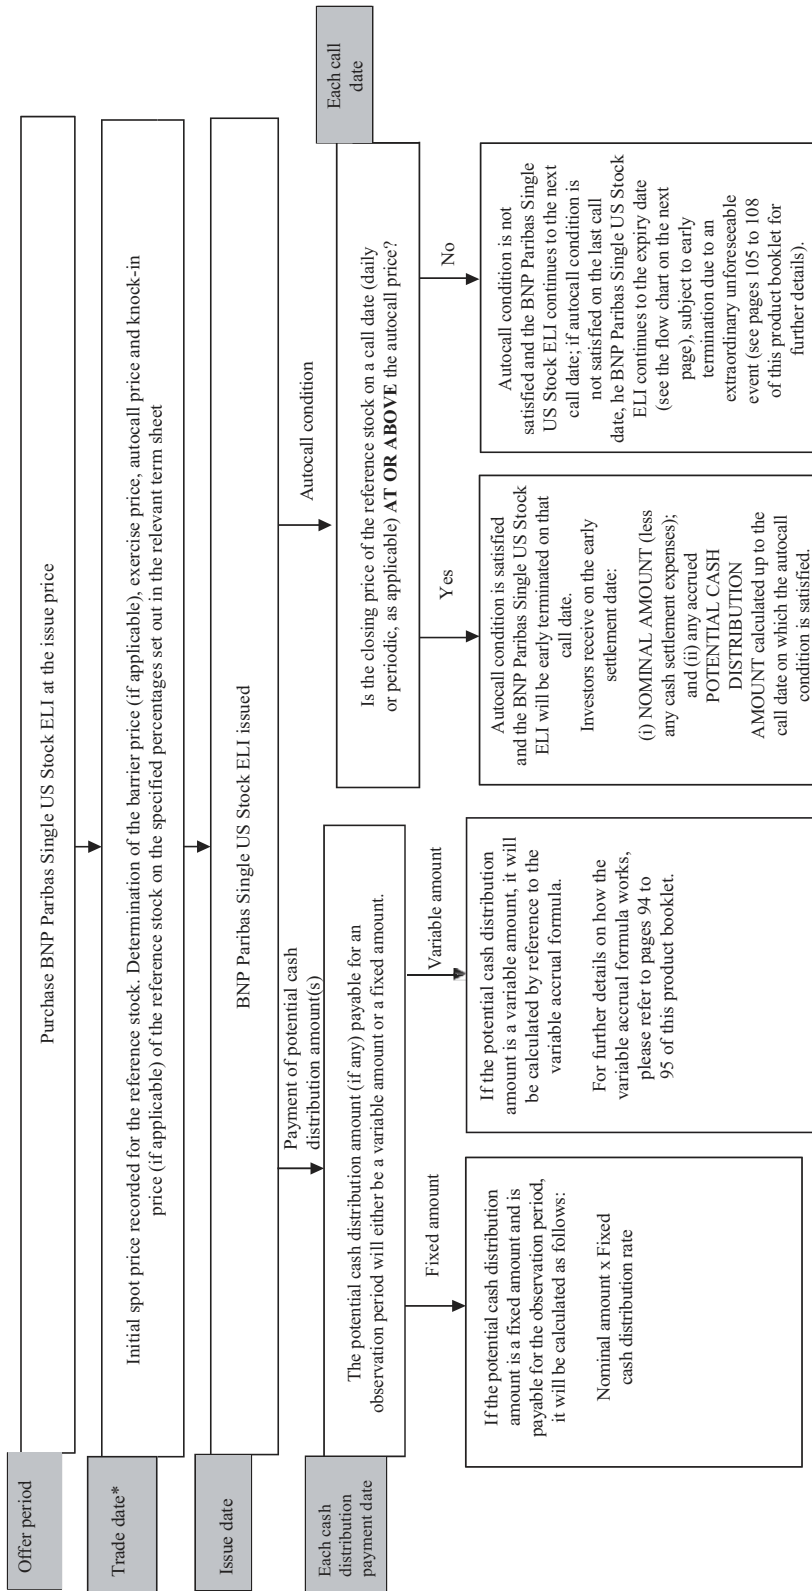 Offer period
Purchase BNP Paribas Single US Stock ELI at the issue price
Trade date*
Initial spot price recorded for the reference stock. Determination of the barrier price (if applicable), exercise price, autocall price and knock-in
price (if applicable) of the reference stock on the specified percentages set out in the relevant term sheet
Issue date
BNP Paribas Single US Stock ELI issued
Payment of potential cash
distribution amount(s)
Autocall condition
Each cash
distribution
payment date
The potential cash distribution amount (if any) payable for an
observation period will either be a variable amount or a fixed amount.
Each call
date
Is the closing price of the reference stock on a call date (daily
or periodic, as applicable) AT OR ABOVE the autocall price?
Fixed amount
Variable amount
Yes
No
If the potential cash distribution
amount is a fixed amount and is
payable for the observation period,
it will be calculated as follows:
Nominal amount x Fixed
cash distribution rate
If the potential cash distribution
amount is a variable amount, it will
be calculated by reference to the
variable accrual formula.
For further details on how the
variable accrual formula works,
please refer to pages 94 to
95 of this product booklet.
Autocall condition is satisfied
and the BNP Paribas Single US Stock
ELI will be early terminated on that
call date.
Investors receive on the early
settlement date:
(i) NOMINAL AMOUNT (less
any cash settlement expenses);
and (ii) any accrued
POTENTIAL CASH
DISTRIBUTION
AMOUNT calculated up to the
call date on which the autocall
condition is satisfied.
Autocall condition is not
satisfied and the BNP Paribas Single
US Stock ELI continues to the next
call date; if autocall condition is
not satisfied on the last call
date, he BNP Paribas Single US Stock
ELI continues to the expiry date
(see the flow chart on the next
page), subject to early
termination due to an
extraordinary unforeseeable
event (see pages 105 to 108
of this product booklet for
further details).